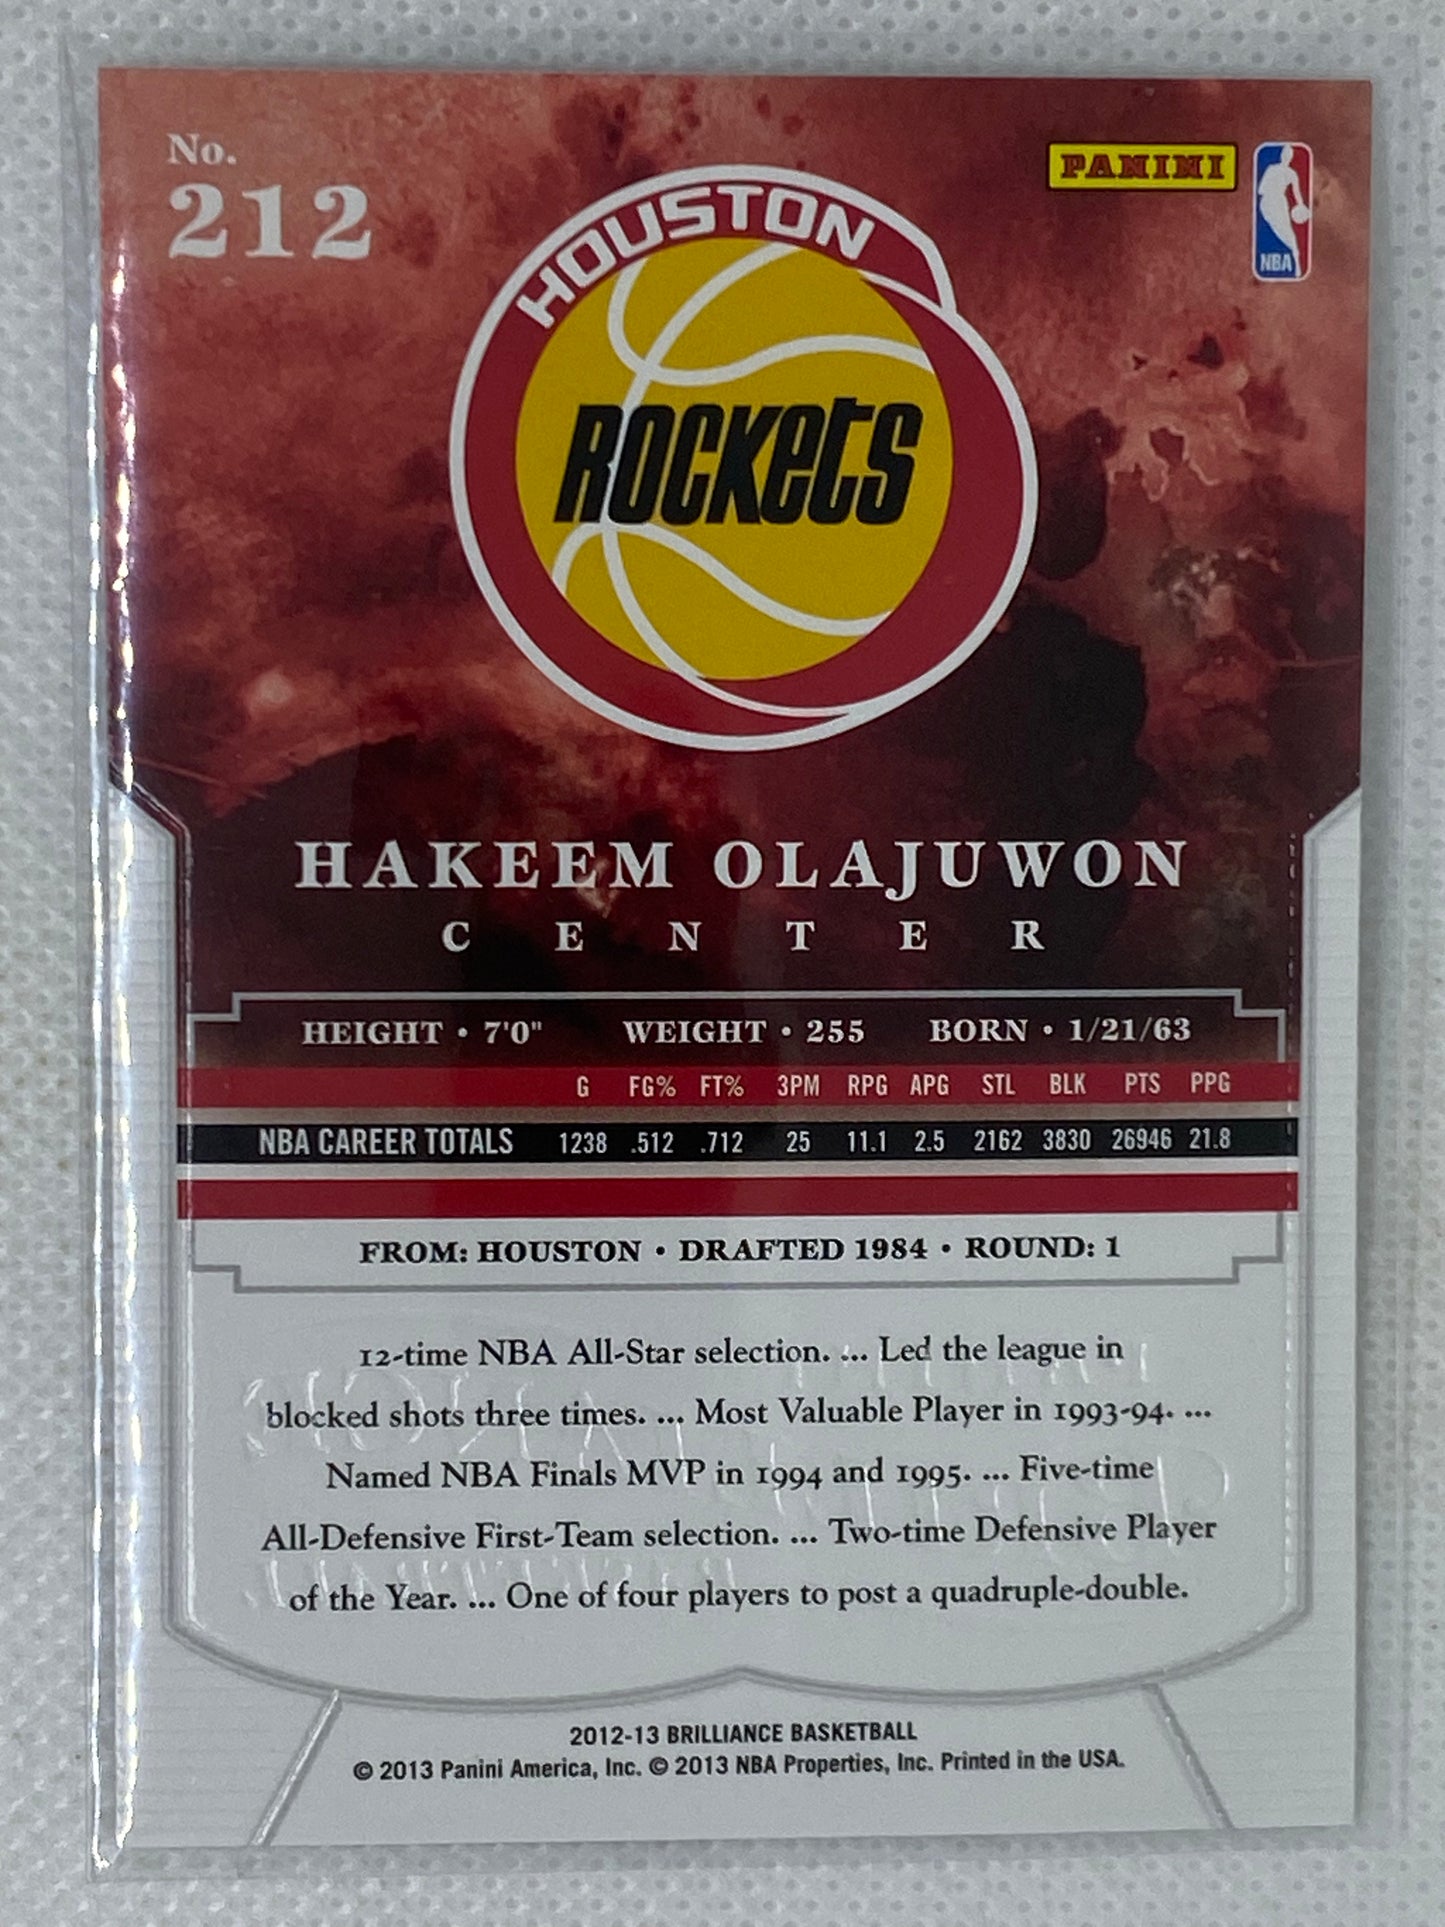 No.
212
PANINI
NBA
HOUSTON
ROCKETS
HAKEEM OLAJUWON
CENTER
HEIGHT • 7'0" WEIGHT • 255 BORN • 1/21/63
G FG% FT% 3PM RPG APG STL BLK PTS PPG
NBA CAREER TOTALS 1238 .512 .712 25 11.1 2.5 2162 3830 26946 21.8
FROM: HOUSTON • DRAFTED 1984 • ROUND: 1
12-time NBA All-Star selection. ... Led the league in
blocked shots three times. ... Most Valuable Player in 1993-94. ...
Named NBA Finals MVP in 1994 and 1995. ... Five-time
All-Defensive First-Team selection. ... Two-time Defensive Player
of the Year. ... One of four players to post a quadruple-double.
2012-13 BRILLIANCE BASKETBALL
© 2013 Panini America, Inc. © 2013 NBA Properties, Inc. Printed in the USA.